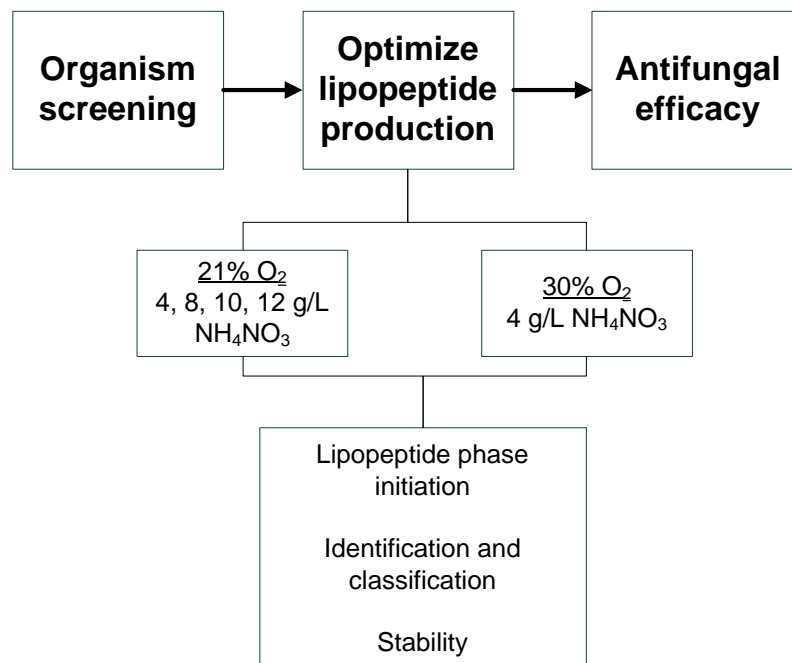 Organism
screening
Optimize
lipopeptide
production
Antifungal
efficacy
21% O₂
4, 8, 10, 12 g/L
NH₄NO₃
30% O₂
4 g/L NH₄NO₃
Lipopeptide phase
initiation
Identification and
classification
Stability